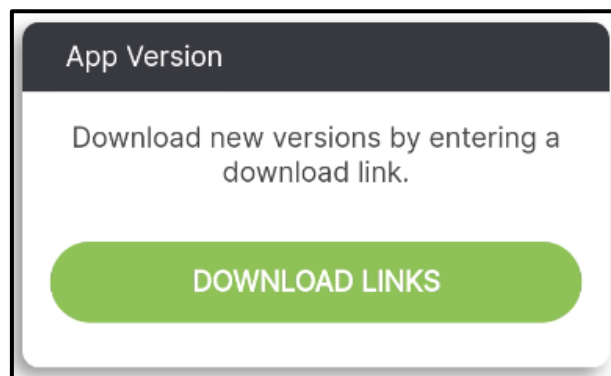 App Version
Download new versions by entering a
download link.
DOWNLOAD LINKS